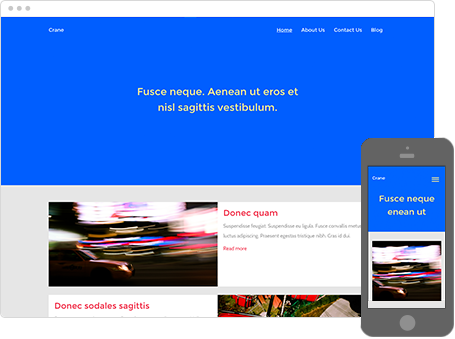 Crane
Home About Us Contact Us Blog
Fusce neque. Aenean ut eros et
nisl sagittis vestibulum.
Donec quam
Suspendisse feugiat. Suspendisse eu ligula. Fusce convallis metus
luctus adipiscing. Praesent egestas tristique nibh. Cras id dui.
Read more
Donec sodales sagittis
Crane
Fusce neque
enean ut